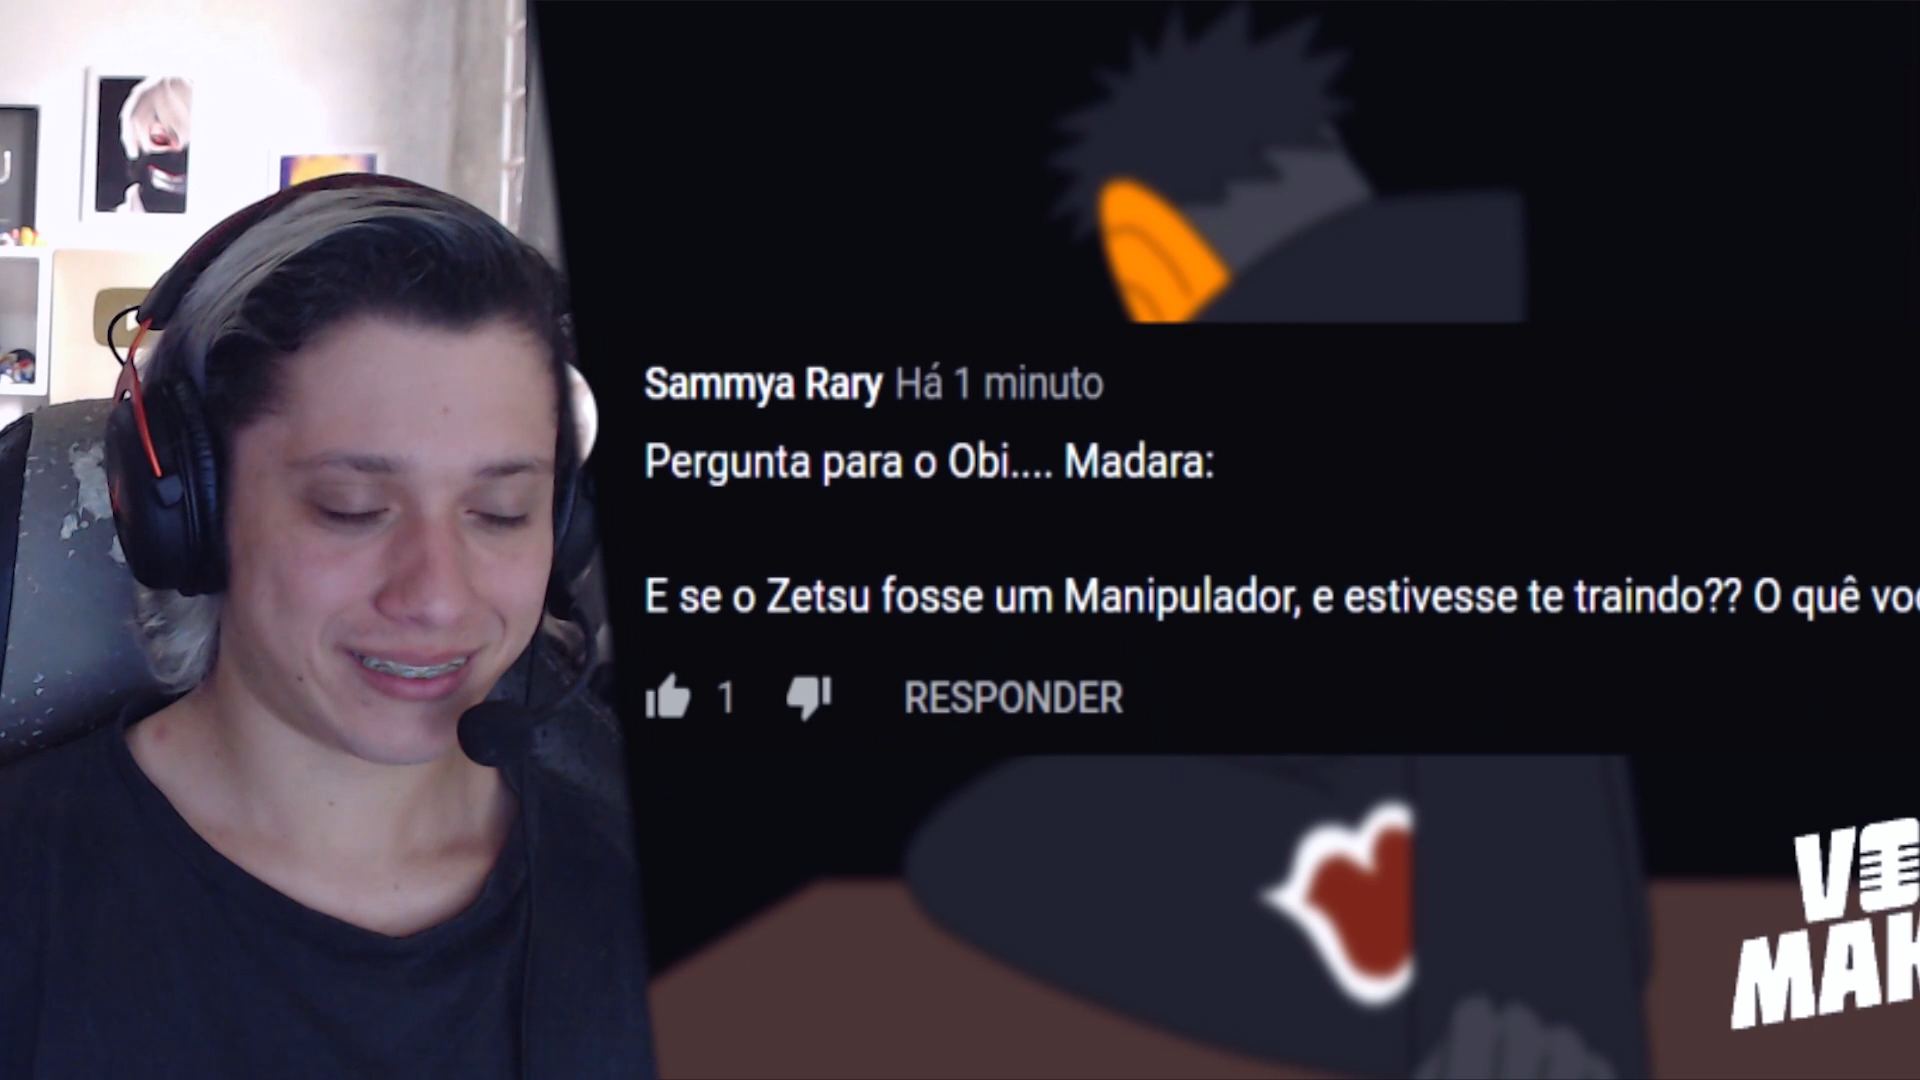 Sammya Rary Há 1 minuto
Pergunta para o Obi.... Madara:
E se o Zetsu fosse um Manipulador, e estivesse te traindo?? O quê
1
RESPONDER